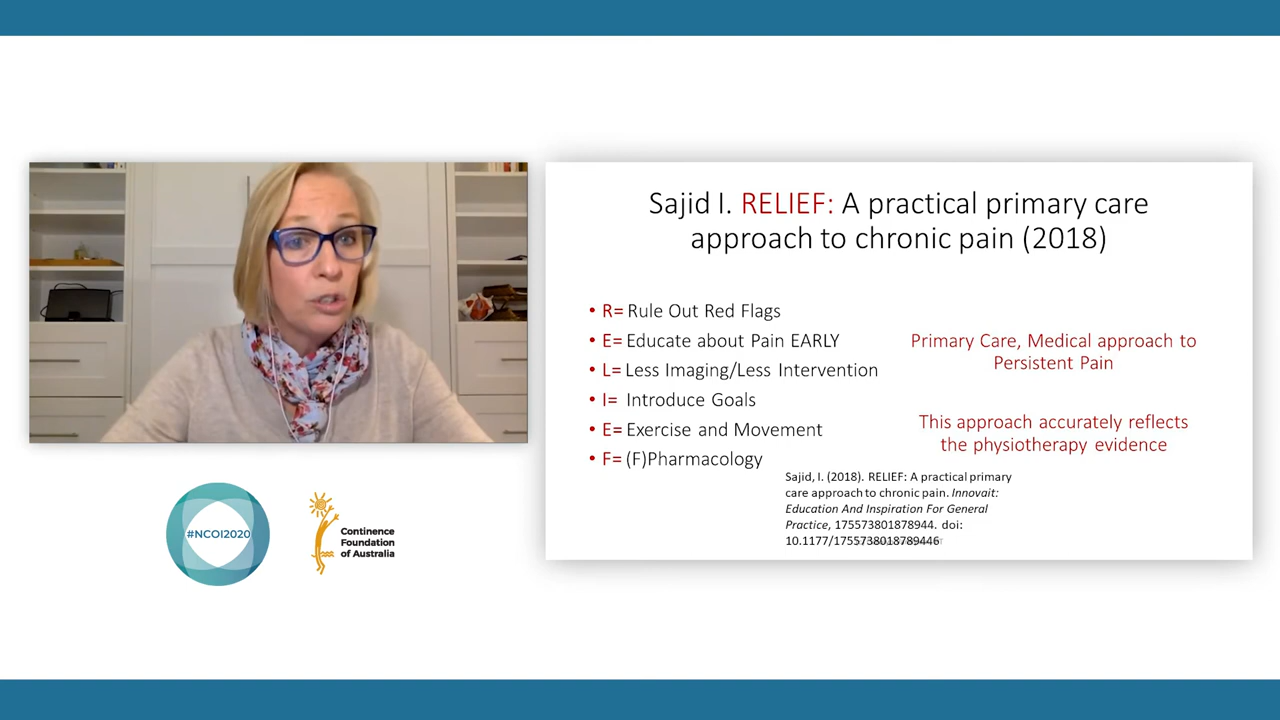 Sajid I. RELIEF: A practical primary care
approach to chronic pain (2018)
• R= Rule Out Red Flags
• E= Educate about Pain EARLY
• L= Less Imaging/Less Intervention
• I= Introduce Goals
• E= Exercise and Movement
• F= (F)Pharmacology
Primary Care, Medical approach to
Persistent Pain
This approach accurately reflects
the physiotherapy evidence
Sajid, I. (2018). RELIEF: A practical primary
care approach to chronic pain. Innovait:
Education And Inspiration For General
Practice, 175573801878944. doi:
10.1177/1755738018789446
#NCOI2020
Continence
Foundation
of Australia